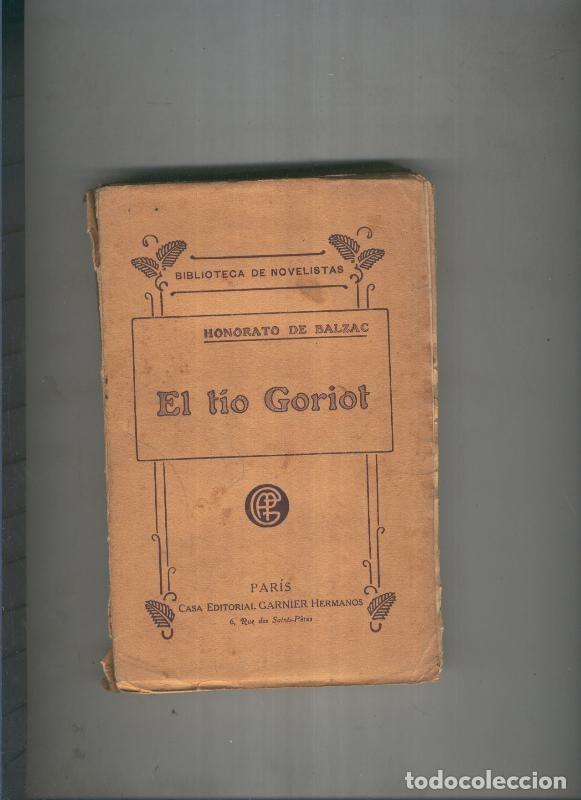 BIBLIOTECA DE NOVELISTAS
HONORATO DE BALZAC
El tío Goriot
PARÍS
CASA EDITORIAL GARNIER HERMANOS
6, Rue des Saints-Pères
todocoleccion